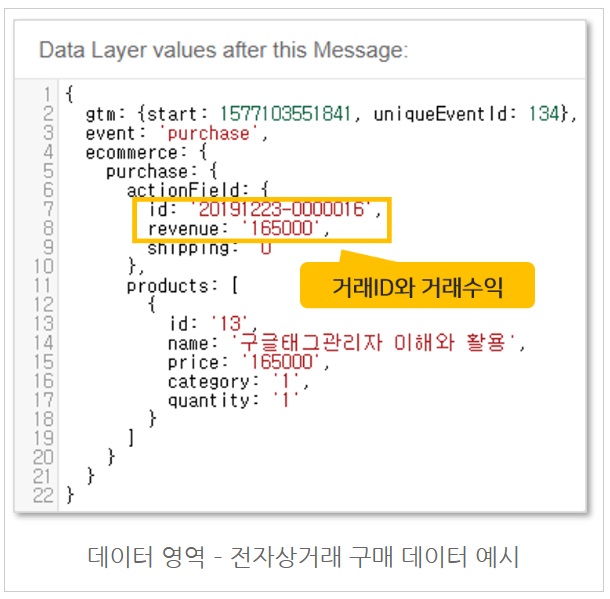 Data Layer values after this Message:
1 {
2 gtm: {start: 1577103551841, uniqueEventId: 134},
3 event: 'purchase',
4 ecommerce: {
5 purchase: {
6 actionField: {
7 id: '20191223-0000016',
8 revenue: '165000',
9 shipping: '0'
10 },
거래ID와 거래수익
11 products: [
12 {
13 id: '13',
14 name: '구글태그관리자 이해와 활용',
15 price: '165000',
16 category: '1',
17 quantity: '1'
18 }
19 ]
20 }
21 }
22 }
데이터 영역 - 전자상거래 구매 데이터 예시